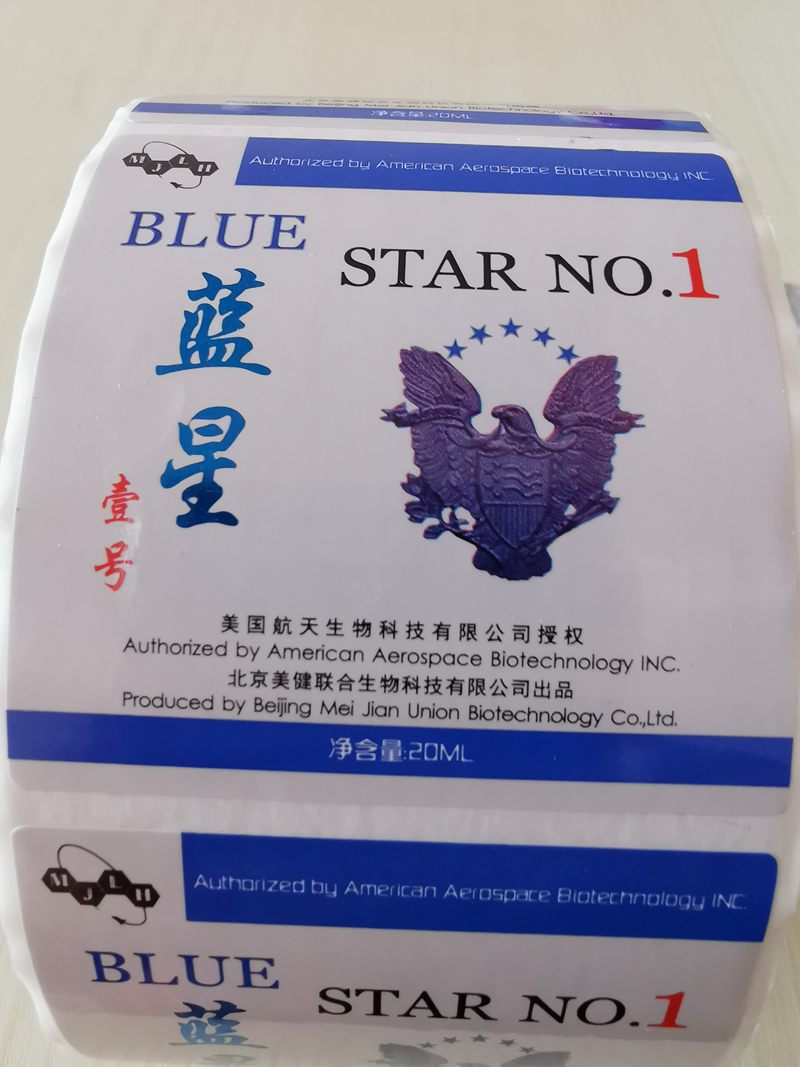 Produced by Beijing Mei Jian Union Biotechnology Co.,Ltd.
净含量:20ML
MJLH
Authorized by American Aerospace Biotechnology INC.
BLUE
STAR NO.1
蓝星
壹号
美国航天生物科技有限公司授权
Authorized by American Aerospace Biotechnology INC.
北京美健联合生物科技有限公司出品
Produced by Beijing Mei Jian Union Biotechnology Co.,Ltd.
净含量:20ML
MJLH
Authorized by American Aerospace Biotechnology INC.
BLUE
STAR NO.1
蓝